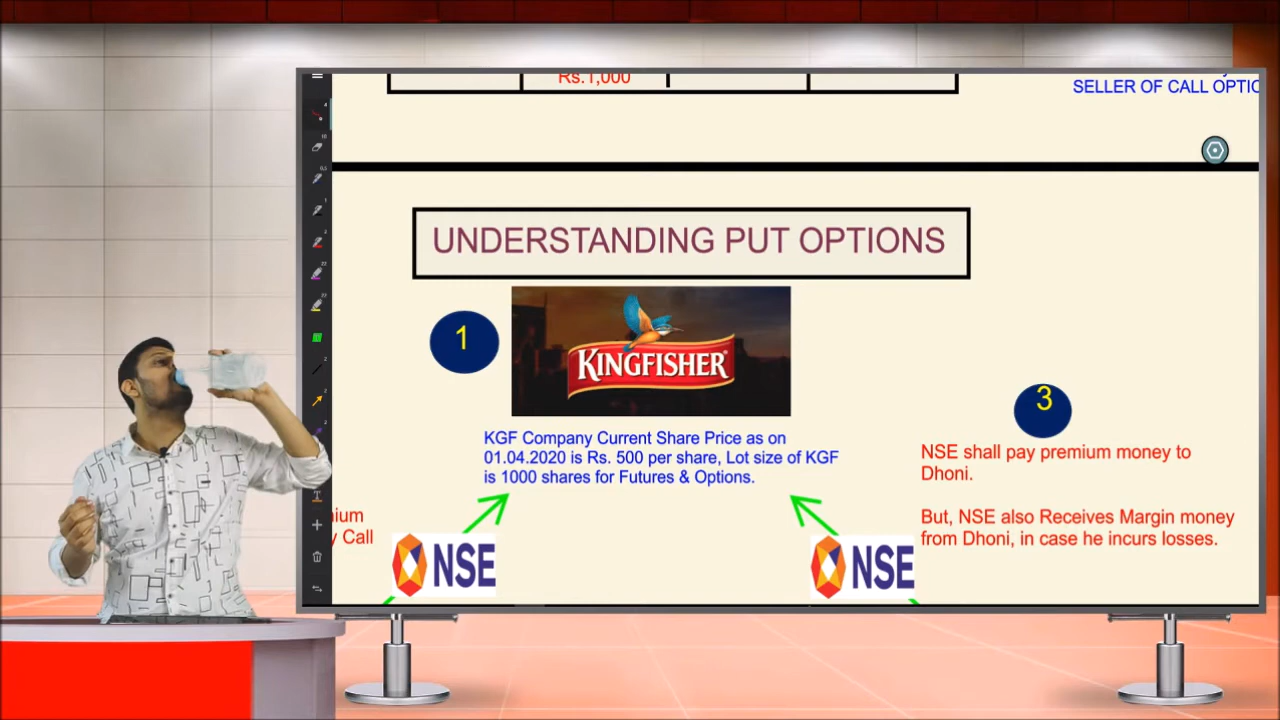 Rs.1,000
SELLER OF CALL OPTIO
UNDERSTANDING PUT OPTIONS
1
KINGFISHER
KGF Company Current Share Price as on
01.04.2020 is Rs. 500 per share, Lot size of KGF
is 1000 shares for Futures & Options.
3
NSE shall pay premium money to
Dhoni.
But, NSE also Receives Margin money
from Dhoni, in case he incurs losses.
ium
y Call
NSE
NSE